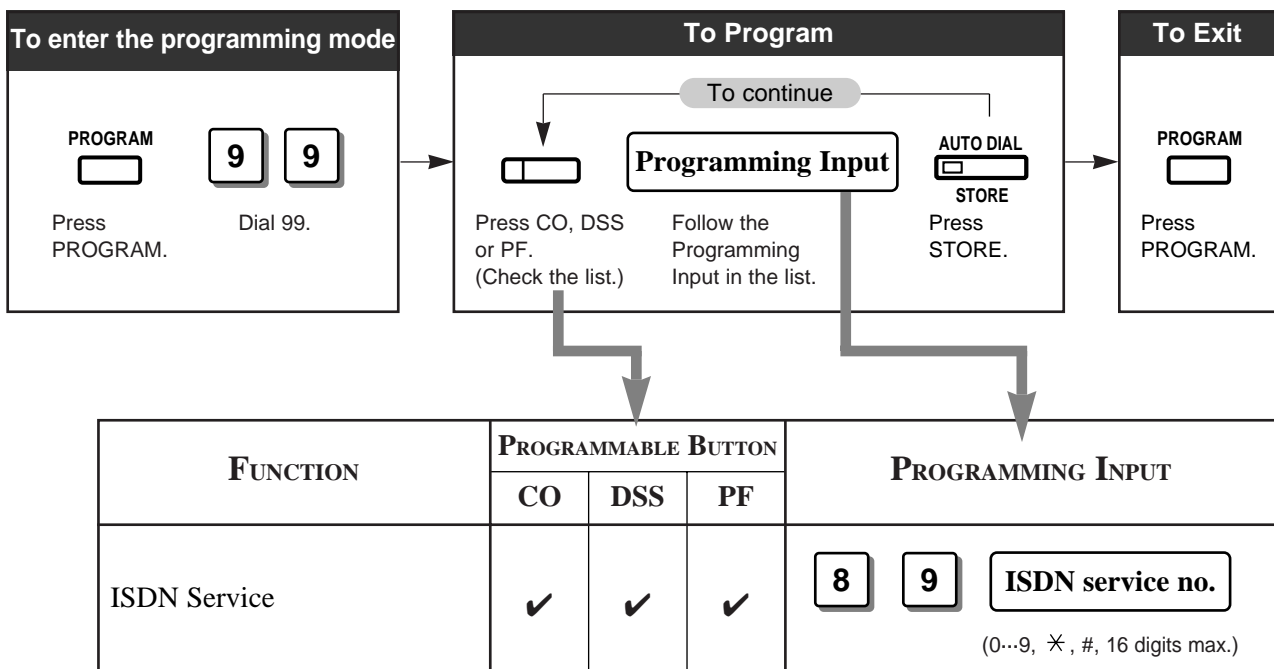 To enter the programming mode
PROGRAM
9 9
Press
PROGRAM.
Dial 99.
To Program
To continue
Programming Input
AUTO DIAL
STORE
Press CO, DSS
or PF.
(Check the list.)
Follow the
Programming
Input in the list.
Press
STORE.
To Exit
PROGRAM
Press
PROGRAM.
FUNCTION
PROGRAMMABLE BUTTON
CO DSS PF
PROGRAMMING INPUT
ISDN Service
✔ ✔ ✔
8 9 ISDN service no.
(0···9, ✳, #, 16 digits max.)